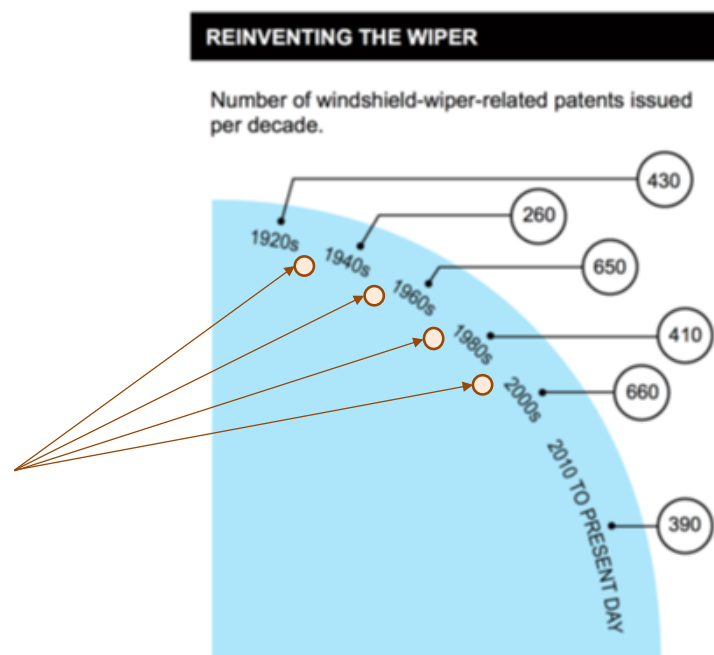 REINVENTING THE WIPER
Number of windshield-wiper-related patents issued
per decade.
430
1920s
260
1940s
650
1960s
410
1980s
660
2000s
390
2010 TO PRESENT DAY